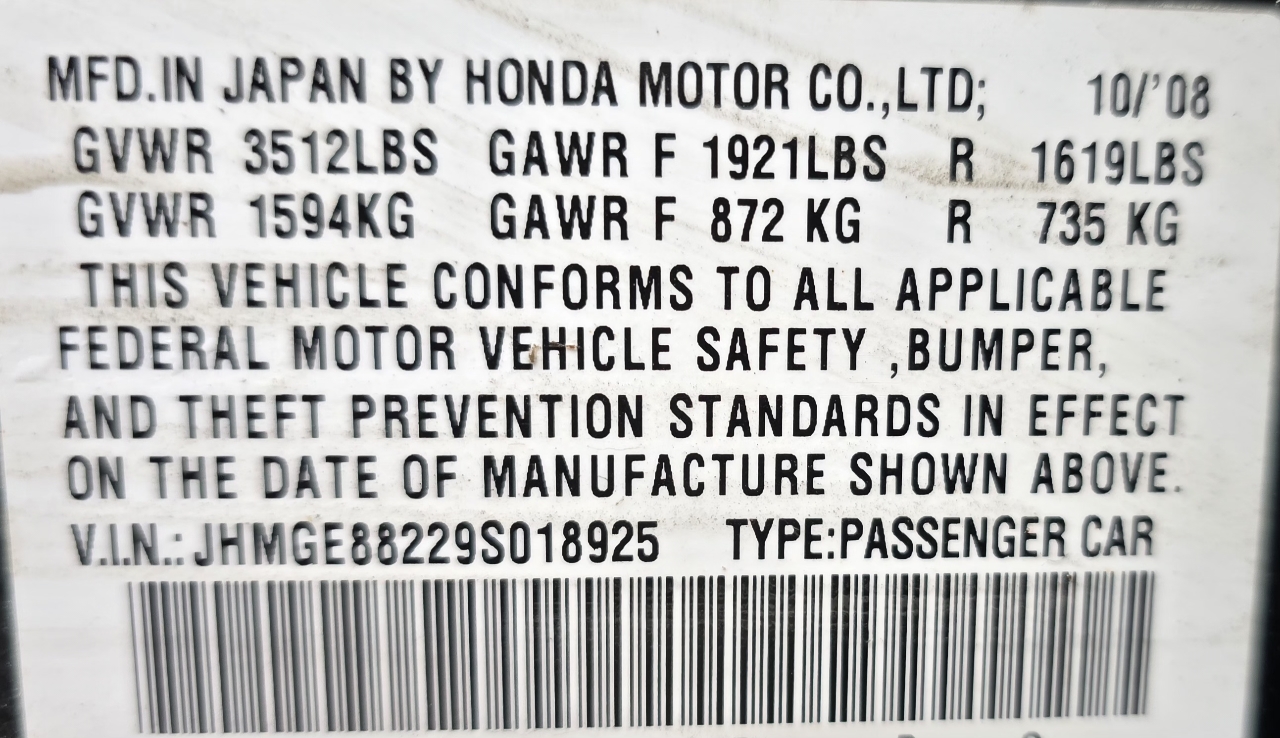 MFD.IN JAPAN BY HONDA MOTOR CO.,LTD; 10/'08
GVWR 3512LBS GAWR F 1921LBS R 1619LBS
GVWR 1594KG GAWR F 872 KG R 735 KG
THIS VEHICLE CONFORMS TO ALL APPLICABLE
FEDERAL MOTOR VEHICLE SAFETY ,BUMPER,
AND THEFT PREVENTION STANDARDS IN EFFECT
ON THE DATE OF MANUFACTURE SHOWN ABOVE.
V.I.N.: JHMGE88229S018925 TYPE:PASSENGER CAR